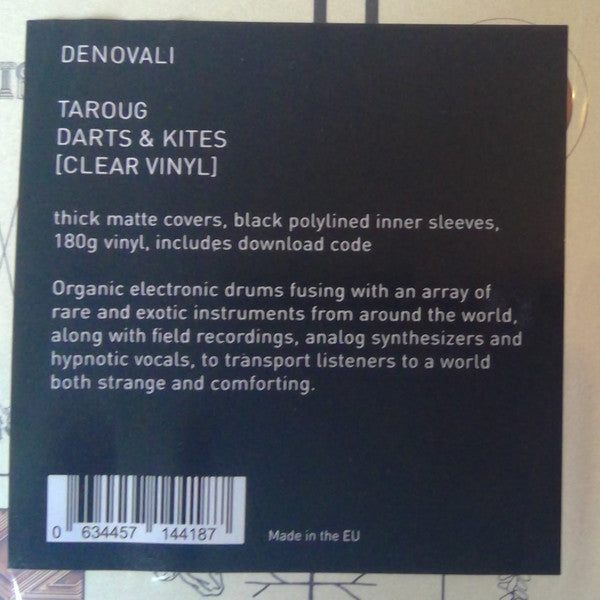 DENOVALI
TAROUG
DARTS & KITES
[CLEAR VINYL]
thick matte covers, black polylined inner sleeves,
180g vinyl, includes download code
Organic electronic drums fusing with an array of
rare and exotic instruments from around the world,
along with field recordings, analog synthesizers and
hypnotic vocals, to transport listeners to a world
both strange and comforting.
0 634457 144187
Made in the EU